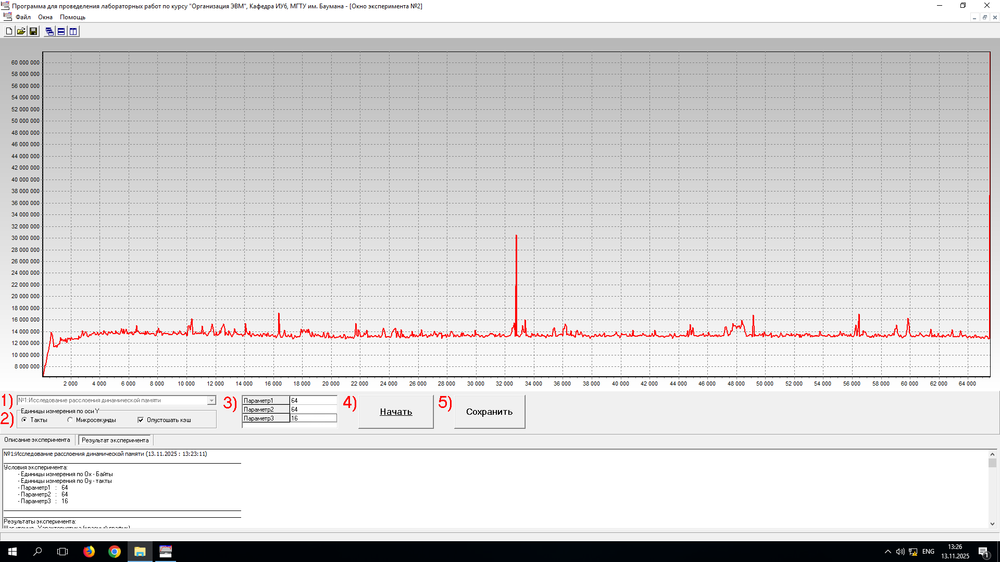 Программа для проведеления лабораторных работ по курсу "Организация ЭВМ", Кафедра ИУ6, МГТУ им. Баумана - [Окно эксперимента №2]
Файл Окна Помощь
60 000 000
58 000 000
56 000 000
54 000 000
52 000 000
50 000 000
48 000 000
46 000 000
44 000 000
42 000 000
40 000 000
38 000 000
36 000 000
34 000 000
32 000 000
30 000 000
28 000 000
26 000 000
24 000 000
22 000 000
20 000 000
18 000 000
16 000 000
14 000 000
12 000 000
10 000 000
8 000 000
2 000 4 000 6 000 8 000 10 000 12 000 14 000 16 000 18 000 20 000 22 000 24 000 26 000 28 000 30 000 32 000 34 000 36 000 38 000 40 000 42 000 44 000 46 000 48 000 50 000 52 000 54 000 56 000 58 000 60 000 62 000 64 000
1) №1:Исследование расслоения динамической памяти
2) Единицы измерения по оси Y
Такты Микросекунды Опустошать кэш
3) Параметр1 64
Параметр2 64
Параметр3 16
4) Начать
5) Сохранить
Описание эксперимента Результат эксперимента
№1:Исследование расслоения динамической памяти (13.11.2025 : 13:23:11)
Условия эксперимента:
- Единицы измерения по Ox - Байты
- Единицы измерения по Oy - такты
- Параметр1 : 64
- Параметр2 : 64
- Параметр3 : 16
Результаты эксперимента:
Шаг чтения - Характеристика (красный график)
ENG
13:26
13.11.2025
1